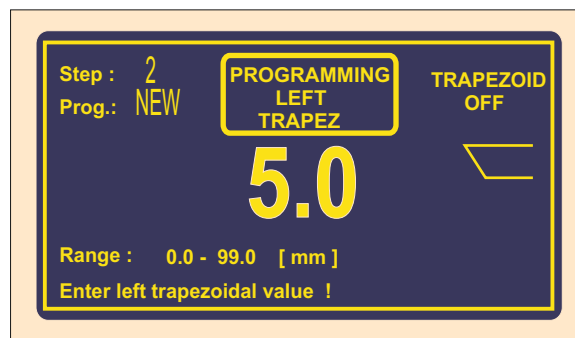 Step : 2
Prog.: NEW
PROGRAMMING
LEFT
TRAPEZ
TRAPEZOID
OFF
5.0
Range : 0.0 - 99.0 [ mm ]
Enter left trapezoidal value !